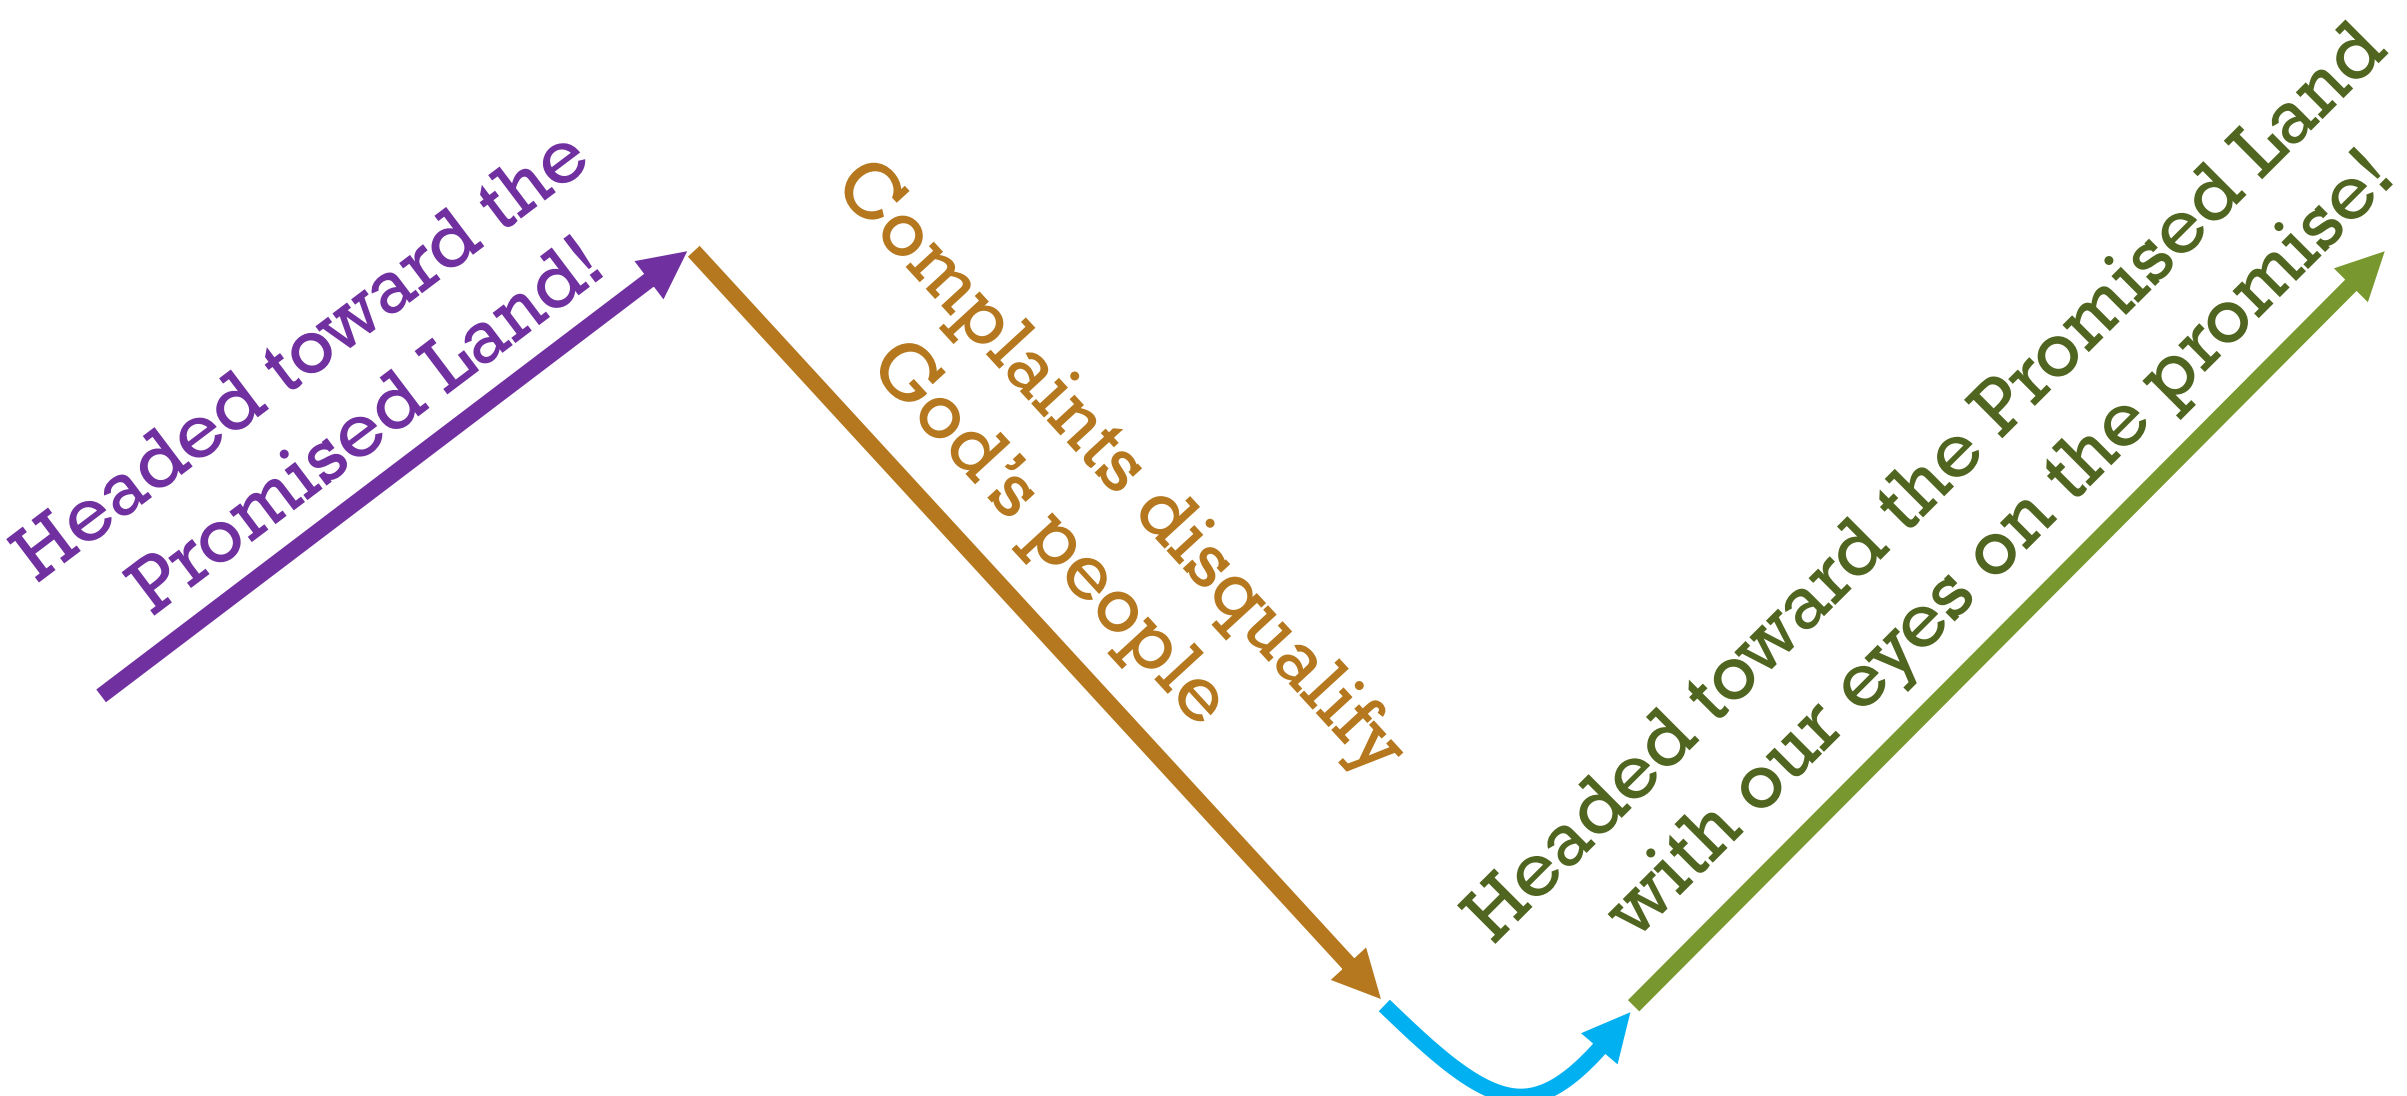 Headed toward the
Promised Land!
Complaints disqualify
God’s people
Headed toward the Promised Land
with our eyes on the promise!